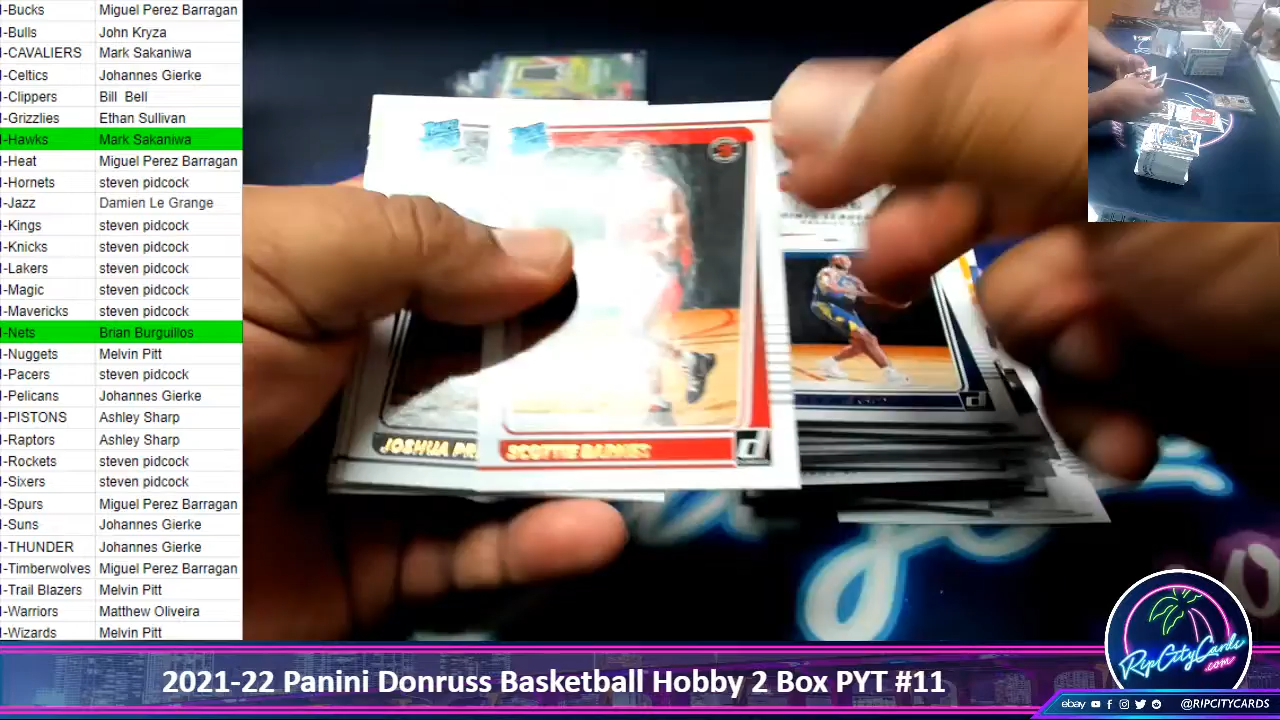 -Bucks Miguel Perez Barragan
-Bulls John Kryza
-CAVALIERS Mark Sakaniwa
-Celtics Johannes Gierke
-Clippers Bill Bell
-Grizzlies Ethan Sullivan
-Hawks Mark Sakaniwa
-Heat Miguel Perez Barragan
-Hornets steven pidcock
-Jazz Damien Le Grange
-Kings steven pidcock
-Knicks steven pidcock
-Lakers steven pidcock
-Magic steven pidcock
-Mavericks steven pidcock
-Nets Brian Burguillos
-Nuggets Melvin Pitt
-Pacers steven pidcock
-Pelicans Johannes Gierke
-PISTONS Ashley Sharp
-Raptors Ashley Sharp
-Rockets steven pidcock
-Sixers steven pidcock
-Spurs Miguel Perez Barragan
-Suns Johannes Gierke
-THUNDER Johannes Gierke
-Timberwolves Miguel Perez Barragan
-Trail Blazers Melvin Pitt
-Warriors Matthew Oliveira
-Wizards Melvin Pitt
JOSHUA PR
SCOTTIE BARNES
d
RipCityCards
.com
2021-22 Panini Donruss Basketball Hobby 2 Box PYT #11
ebay
@RIPCITYCARDS